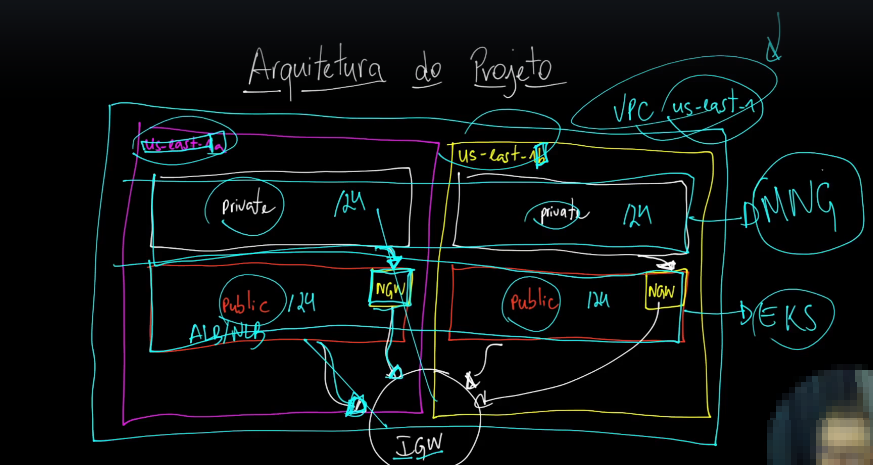 Arquitetura do Projeto
VPC / us-east-1
us-east-1a
us-east-1b
private /24
private /24
MNG
Public /24
NGW
Public /24
NGW
EKS
ALB/NLB
IGW